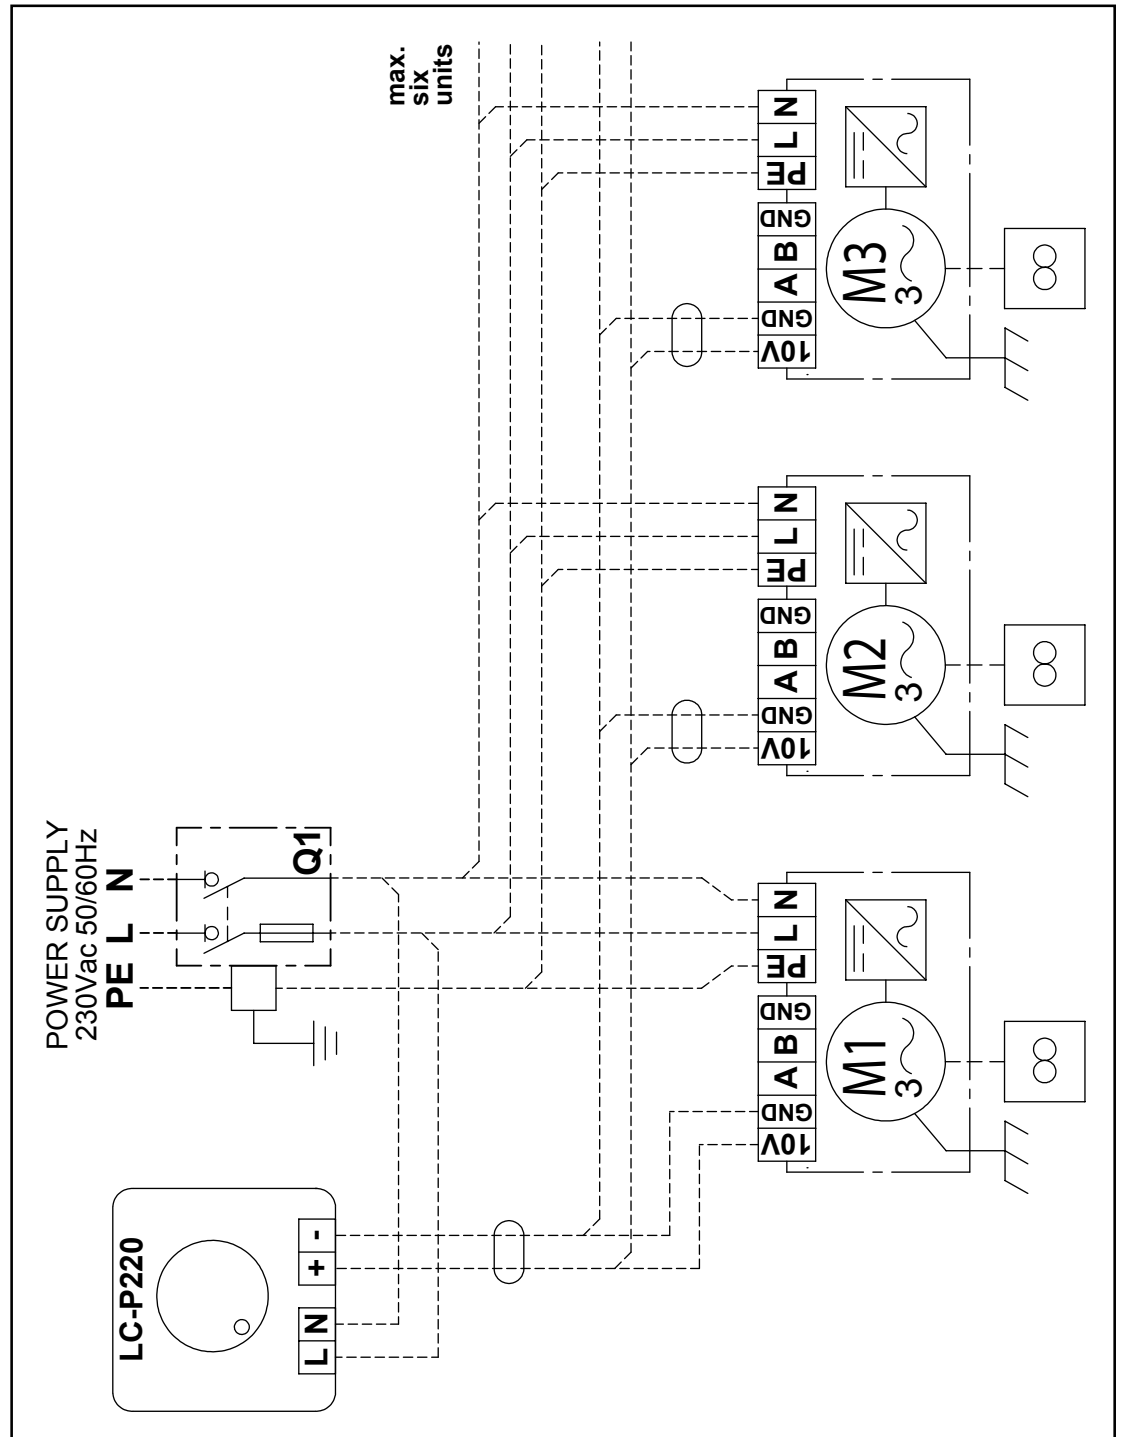 max.
six
units
N
L
PE
GND
B
A
GND
10V
M3
3
N
L
PE
GND
B
A
GND
10V
M2
3
POWER SUPPLY
230Vac 50/60Hz
PE L N
Q1
N
L
PE
GND
B
A
GND
10V
M1
3
LC-P220
L N + -